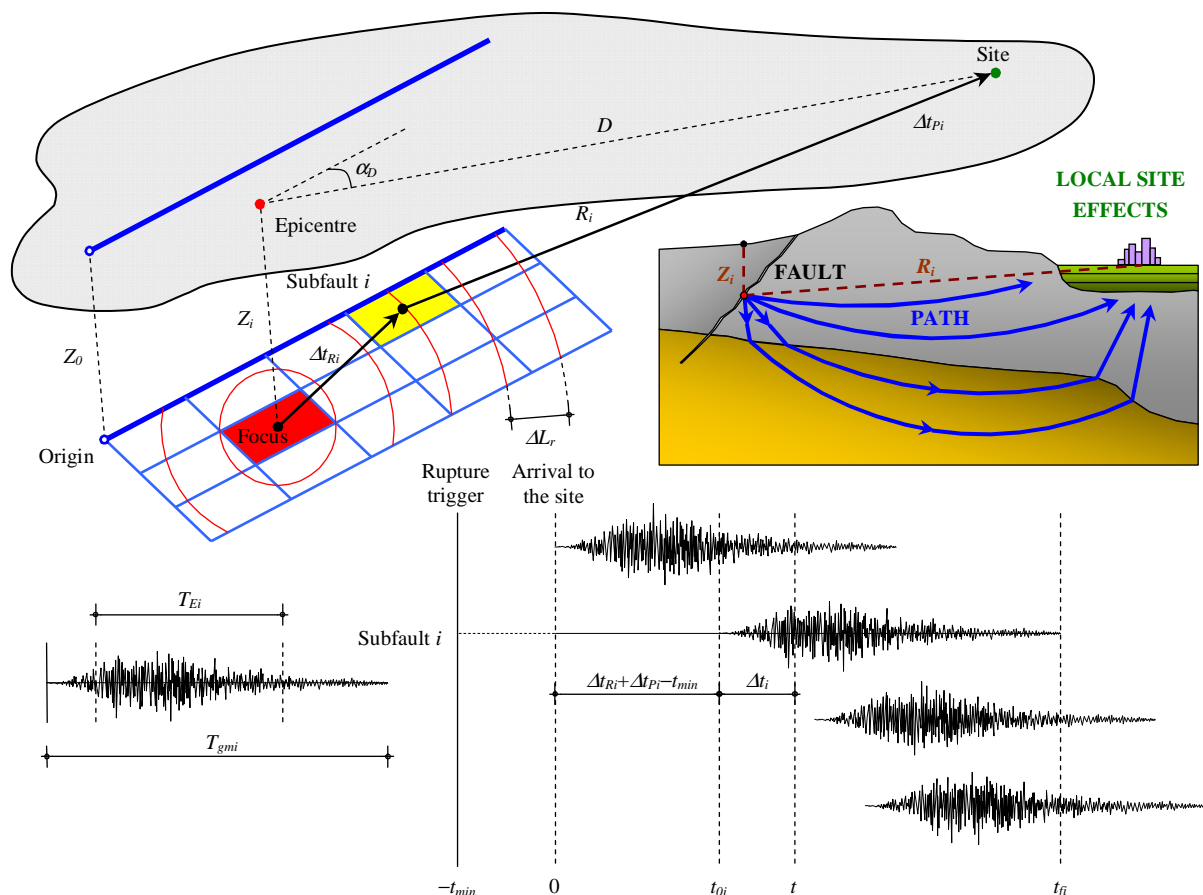 Site
D
Δt_Pi
α_D
LOCAL SITE
EFFECTS
Epicentre
R_i
Subfault i
Z_i
FAULT
R_i
Z_i
PATH
Z_0
Δt_Ri
Focus
ΔL_r
Origin
Rupture
trigger
Arrival to
the site
T_Ei
Subfault i
Δt_Ri+Δt_Pi−t_min
Δt_i
T_gmi
−t_min
0
t_0i
t
t_fi